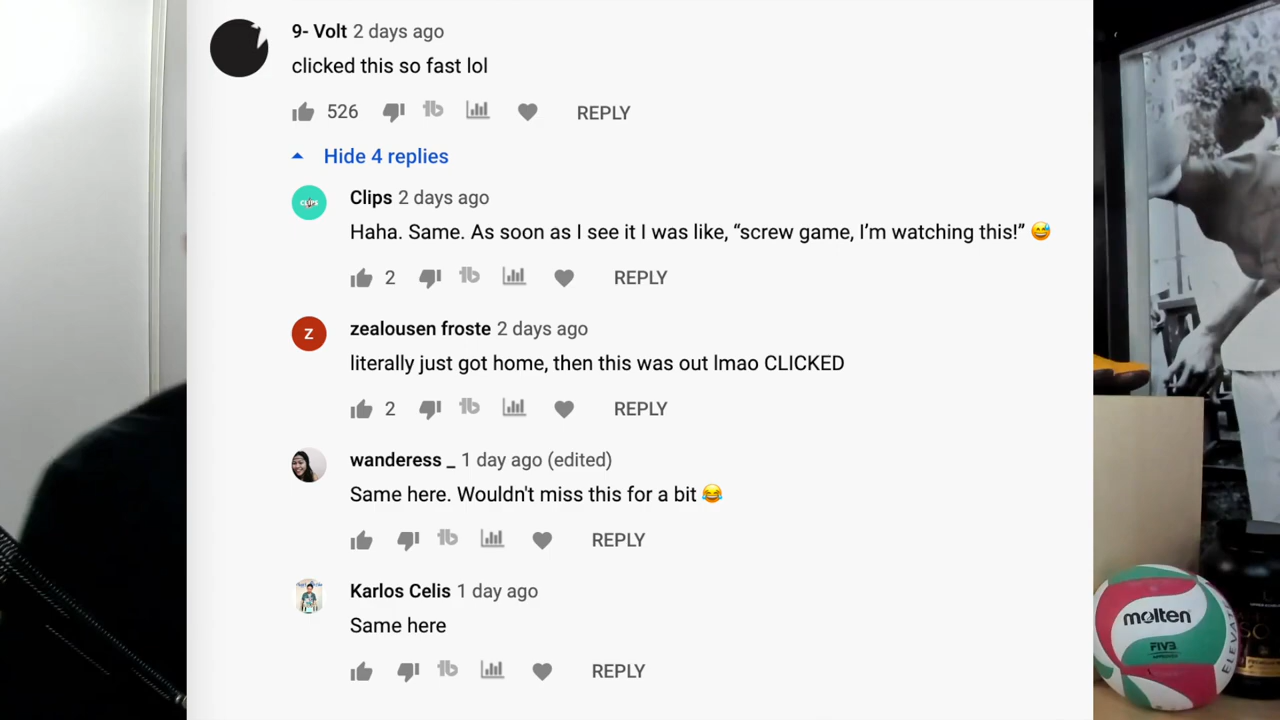 9- Volt 2 days ago
clicked this so fast lol
526
REPLY
Hide 4 replies
CLIPS
Clips 2 days ago
Haha. Same. As soon as I see it I was like, “screw game, I’m watching this!” 😅
2
REPLY
Z
zealousen froste 2 days ago
literally just got home, then this was out lmao CLICKED
2
REPLY
wanderess _ 1 day ago (edited)
Same here. Wouldn't miss this for a bit 😂
REPLY
Karlos Celis 1 day ago
Same here
REPLY
molten
FIVB